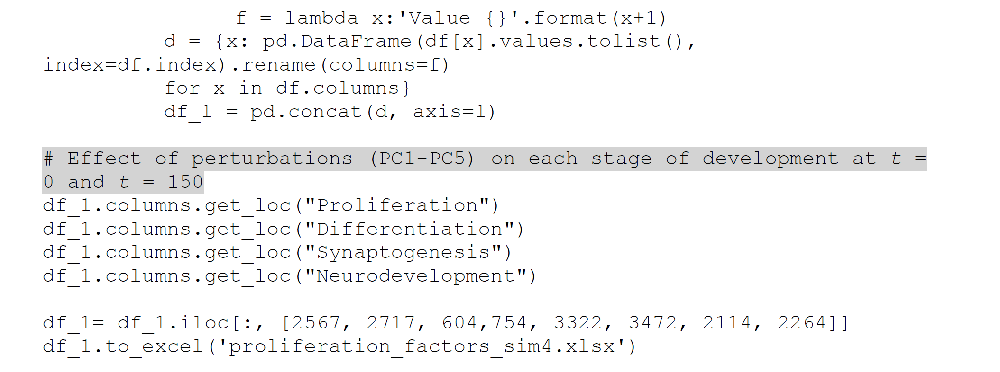 f = lambda x:'Value {}'.format(x+1)
d = {x: pd.DataFrame(df[x].values.tolist(),
index=df.index).rename(columns=f)
for x in df.columns}
df_1 = pd.concat(d, axis=1)
# Effect of perturbations (PC1-PC5) on each stage of development at t =
0 and t = 150
df_1.columns.get_loc("Proliferation")
df_1.columns.get_loc("Differentiation")
df_1.columns.get_loc("Synaptogenesis")
df_1.columns.get_loc("Neurodevelopment")
df_1= df_1.iloc[:, [2567, 2717, 604,754, 3322, 3472, 2114, 2264]]
df_1.to_excel('proliferation_factors_sim4.xlsx')